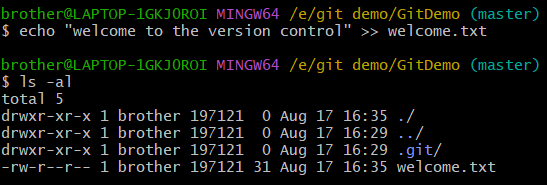 brother@LAPTOP-1GKJ0ROI MINGW64 /e/git demo/GitDemo (master)
$ echo "welcome to the version control" >> welcome.txt
brother@LAPTOP-1GKJ0ROI MINGW64 /e/git demo/GitDemo (master)
$ ls -al
total 5
drwxr-xr-x 1 brother 197121  0 Aug 17 16:35 ./
drwxr-xr-x 1 brother 197121  0 Aug 17 16:29 ../
drwxr-xr-x 1 brother 197121  0 Aug 17 16:29 .git/
-rw-r--r-- 1 brother 197121 31 Aug 17 16:35 welcome.txt